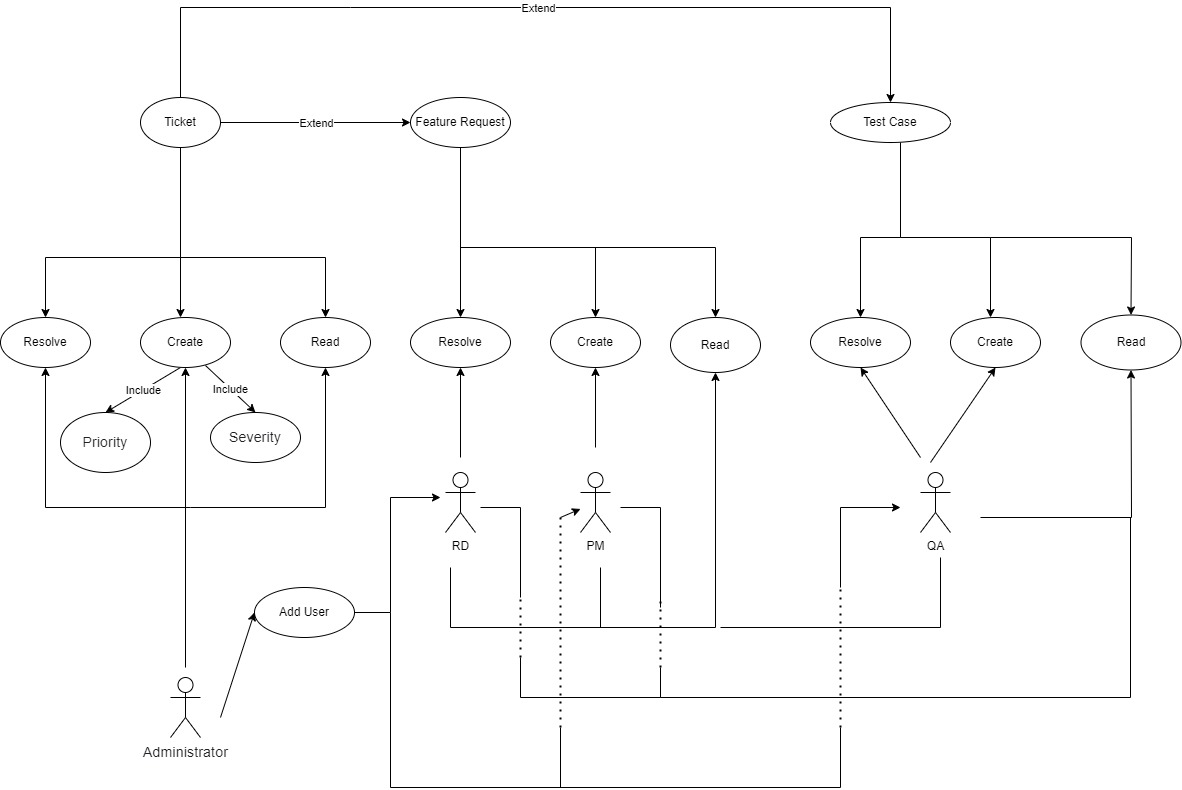 Extend
Ticket
Extend
Feature Request
Test Case
Resolve
Create
Read
Resolve
Create
Read
Resolve
Create
Read
Include
Include
Priority
Severity
RD
PM
QA
Add User
Administrator